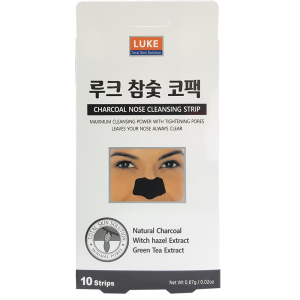 LUKE
Total Skin Solution
루크 참숯 코팩
CHARCOAL NOSE CLEANSING STRIP
MAXIMUM CLEANSING POWER WITH TIGHTENING PORES
LEAVES YOUR NOSE ALWAYS CLEAR
Natural Charcoal
Witch hazel Extract
Green Tea Extract
10 Strips
Net Wt 0.67g / 0.02oz